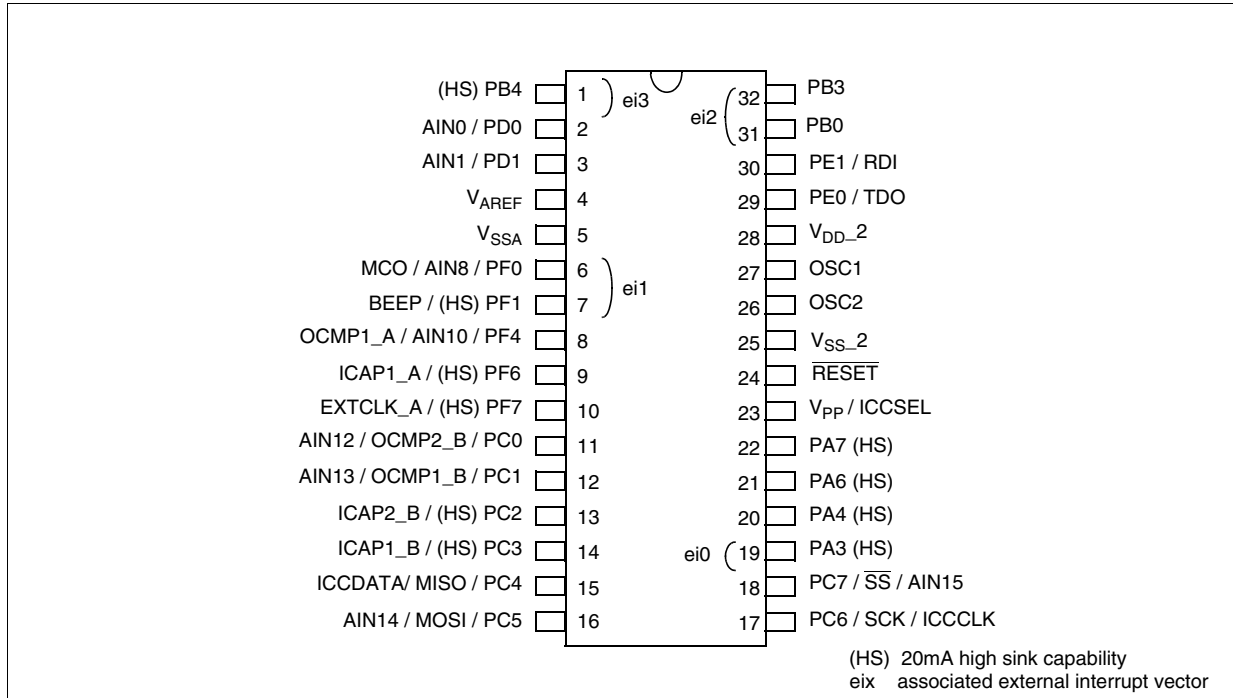 (HS) PB4 1 ei3 ei2 32 PB3
AIN0 / PD0 2 31 PB0
AIN1 / PD1 3 30 PE1 / RDI
VAREF 4 29 PE0 / TDO
VSSA 5 28 VDD_2
MCO / AIN8 / PF0 6 ei1 27 OSC1
BEEP / (HS) PF1 7 26 OSC2
OCMP1_A / AIN10 / PF4 8 25 VSS_2
ICAP1_A / (HS) PF6 9 24 RESET
EXTCLK_A / (HS) PF7 10 23 VPP / ICCSEL
AIN12 / OCMP2_B / PC0 11 22 PA7 (HS)
AIN13 / OCMP1_B / PC1 12 21 PA6 (HS)
ICAP2_B / (HS) PC2 13 20 PA4 (HS)
ICAP1_B / (HS) PC3 14 ei0 19 PA3 (HS)
ICCDATA/ MISO / PC4 15 18 PC7 / SS / AIN15
AIN14 / MOSI / PC5 16 17 PC6 / SCK / ICCCLK
(HS) 20mA high sink capability
eix associated external interrupt vector